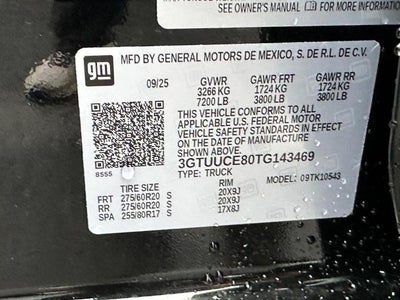 OWNER'S MANUAL FOR MORE INFORMATION
gm
MFD BY GENERAL MOTORS DE MEXICO, S. DE R.L. DE C.V.
09/25 GVWR GAWR FRT GAWR RR
3266 KG 1724 KG 1724 KG
7200 LB 3800 LB 3800 LB
THIS VEHICLE CONFORMS TO ALL
APPLICABLE U.S. FEDERAL MOTOR
VEHICLE SAFETY STANDARDS IN EFFECT
ON THE DATE OF MANUFACTURE SHOWN ABOVE.
3GTUUCE80TG143469
8555 TYPE: TRUCK MODEL: 09TK10543
TIRE SIZE RIM
FRT 275/60R20 S 20X9J
RR 275/60R20 S 20X9J
SPA 255/80R17 S 17X8J